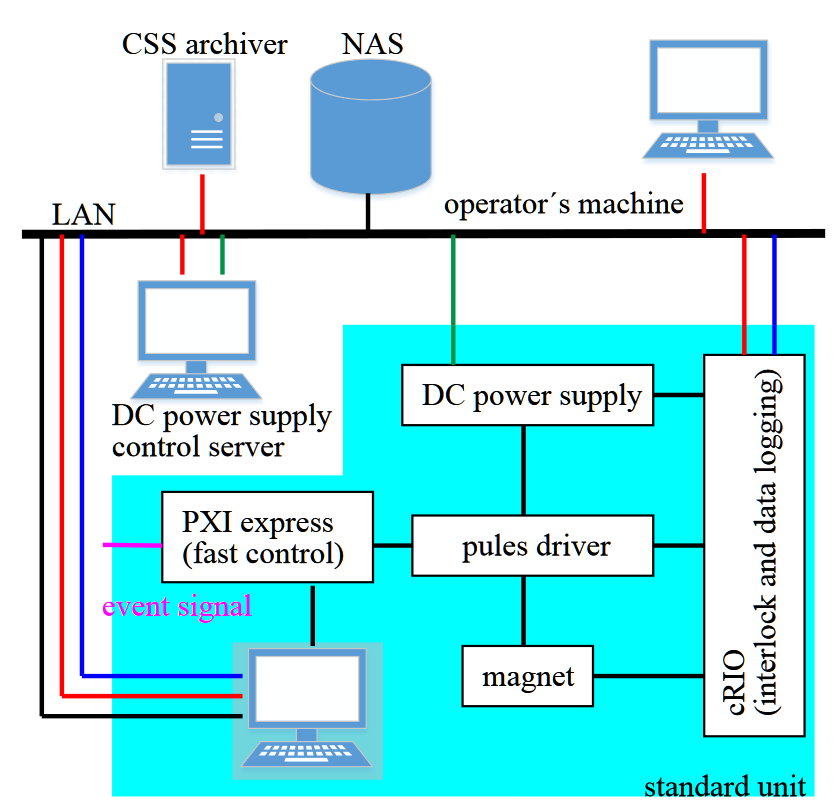 CSS archiver
NAS
operator´s machine
LAN
DC power supply
control server
DC power supply
PXI express
(fast control)
pules driver
event signal
magnet
cRIO
(interlock and data logging)
standard unit